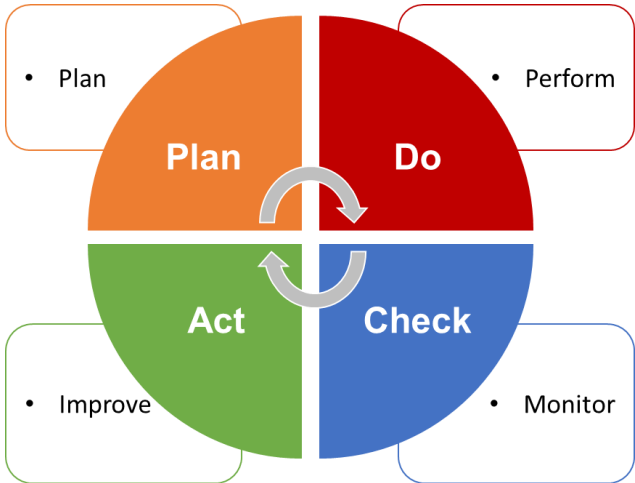 • Plan
• Perform
Plan
Do
Act
Check
• Improve
• Monitor